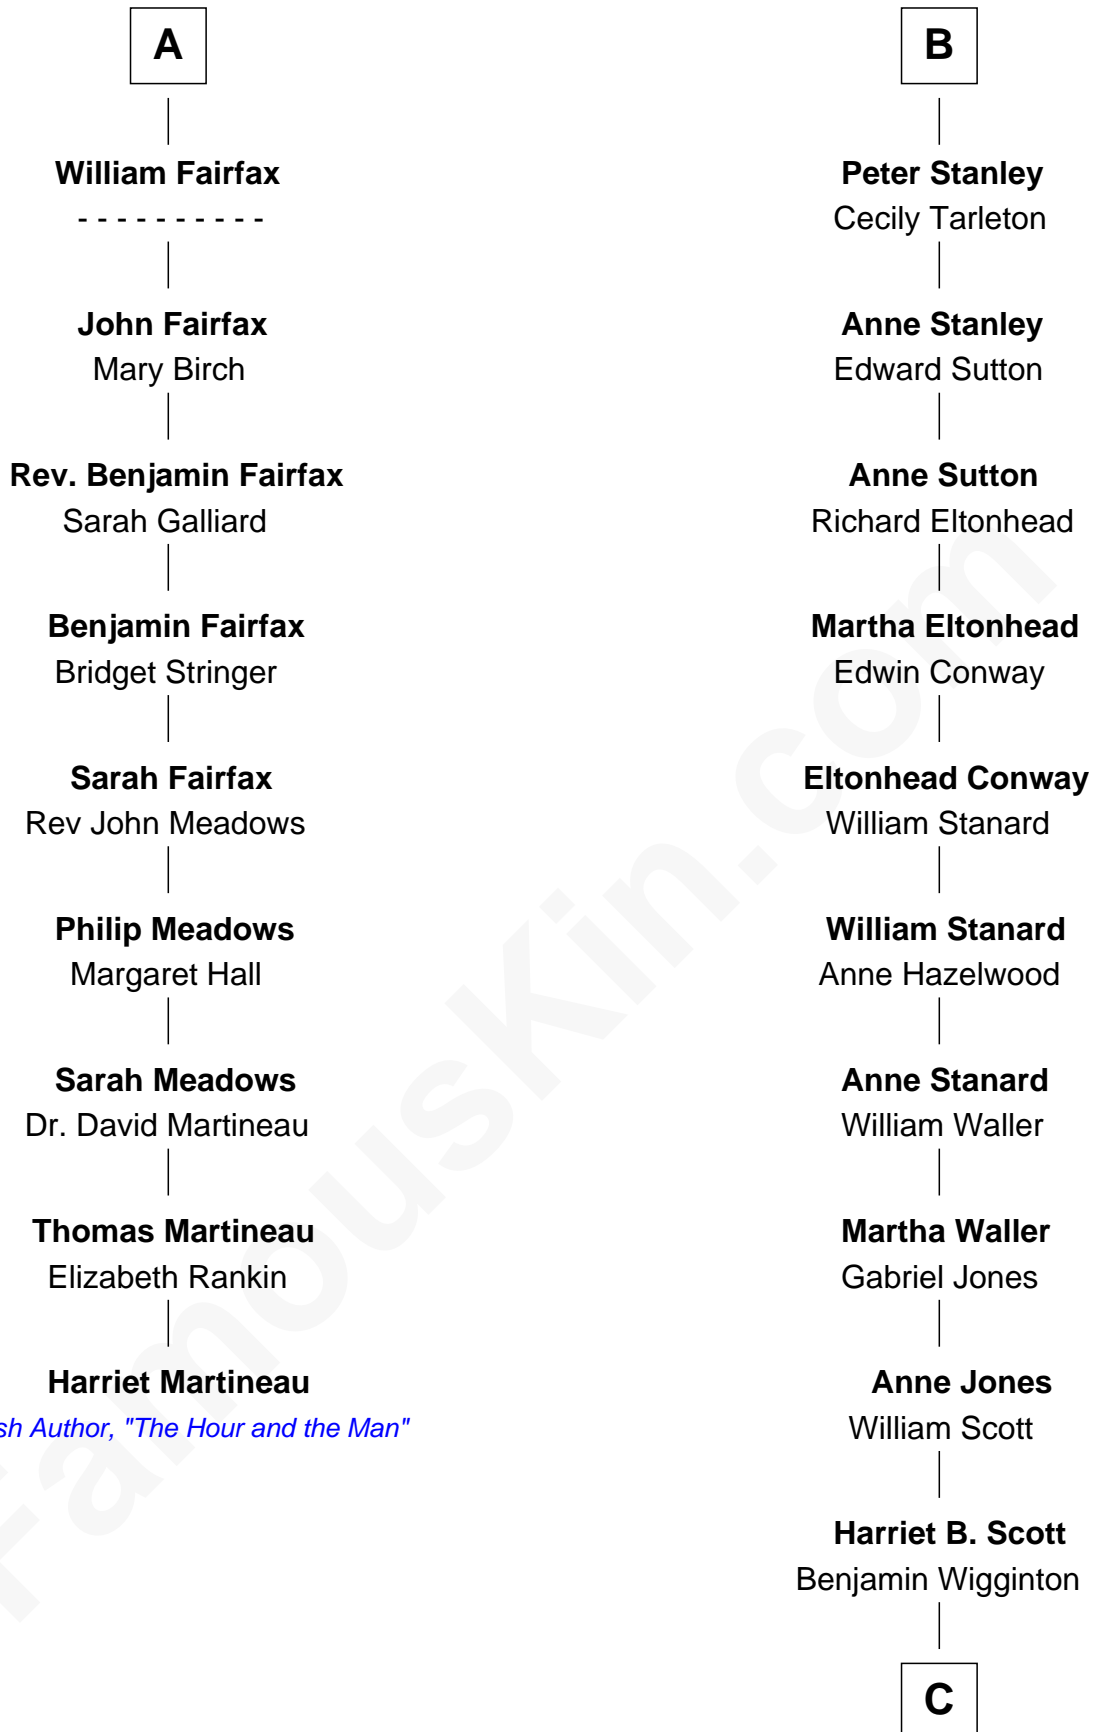 A
William Fairfax
- - - - - - - - - -
John Fairfax
Mary Birch
Rev. Benjamin Fairfax
Sarah Galliard
Benjamin Fairfax
Bridget Stringer
Sarah Fairfax
Rev John Meadows
Philip Meadows
Margaret Hall
Sarah Meadows
Dr. David Martineau
Thomas Martineau
Elizabeth Rankin
Harriet Martineau
Author, "The Hour and the Man"
B
Peter Stanley
Cecily Tarleton
Anne Stanley
Edward Sutton
Anne Sutton
Richard Eltonhead
Martha Eltonhead
Edwin Conway
Eltonhead Conway
William Stanard
William Stanard
Anne Hazelwood
Anne Stanard
William Waller
Martha Waller
Gabriel Jones
Anne Jones
William Scott
Harriet B. Scott
Benjamin Wigginton
C
FamousKin.com